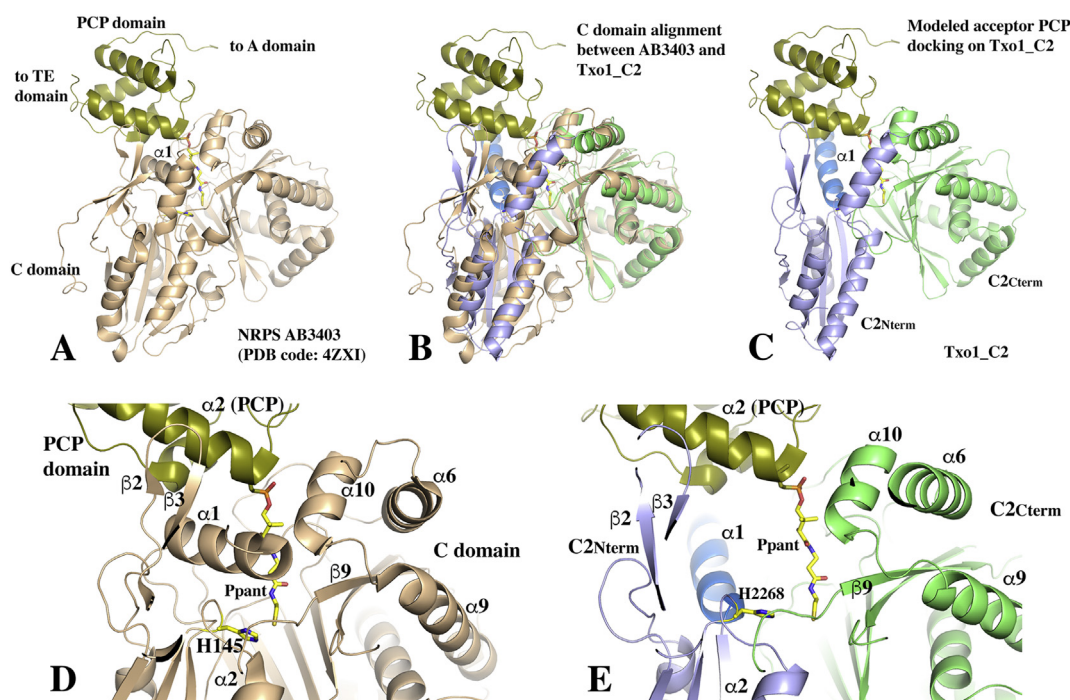 PCP domain
to A domain
to TE
domain
α1
C domain
A
NRPS AB3403
(PDB code: 4ZXI)
C domain alignment
between AB3403 and
Txo1_C2
B
Modeled acceptor PCP
docking on Txo1_C2
α1
C2Cterm
C2Nterm
C
Txo1_C2
α2 (PCP)
PCP
domain
β2
β3
α1
α10
α6
C domain
Ppant
β9
α9
H145
α2
D
α2 (PCP)
α10
α6
β3
β2
C2Nterm
α1
C2Cterm
Ppant
H2268
β9
α9
α2
E